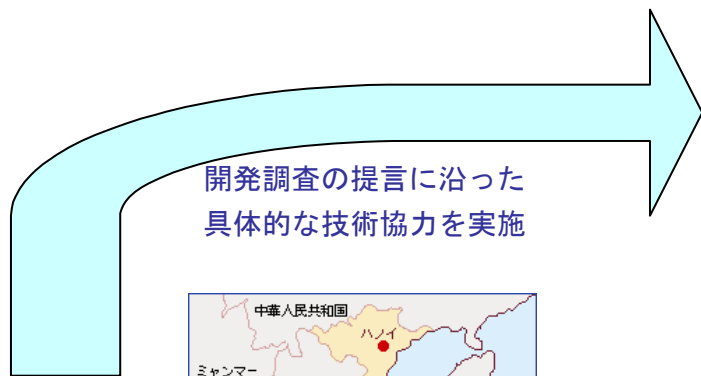 開発調査の提言に沿った
具体的な技術協力を実施
中華人民共和国
ハノイ
ミャンマー